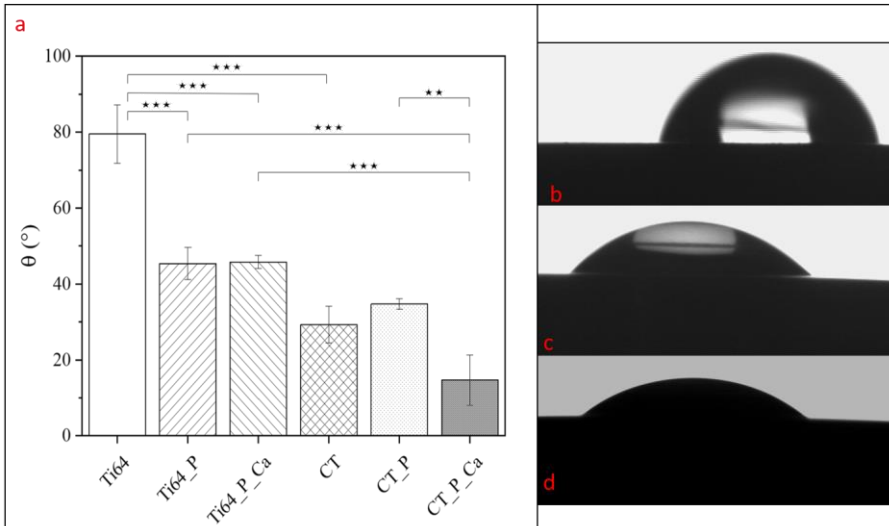 a
100
80
60
40
20
0
θ (°)
★★★
★★★
★★★
★★
★★★
★★★
Ti64
Ti64_P
Ti64_P_Ca
CT
CT_P
CT_P_Ca
b
c
d